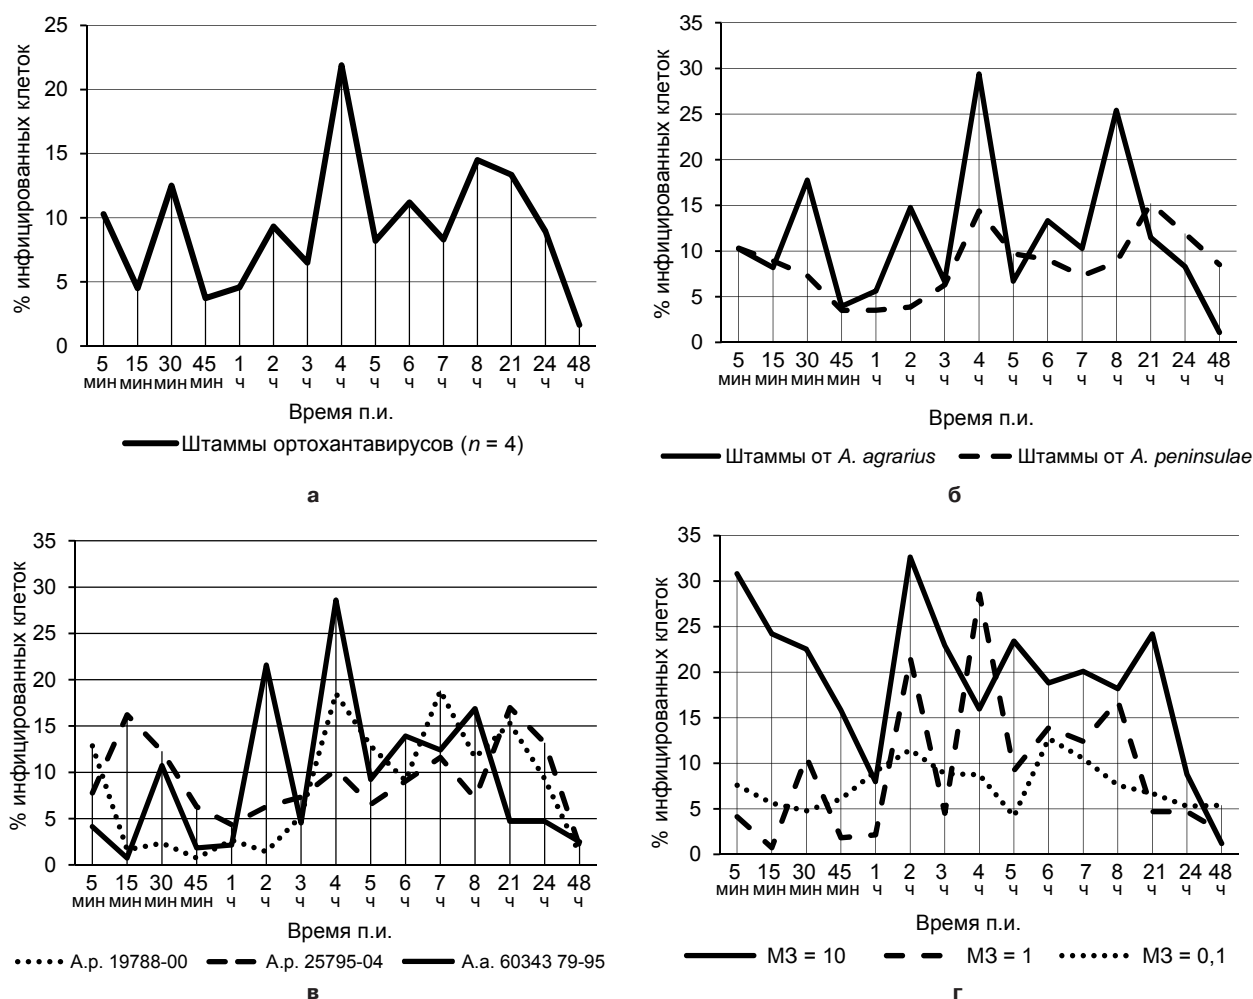 % инфицированных клеток
25
20
15
10
5
0
5 15 30 45 1 2 3 4 5 6 7 8 21 24 48
мин мин мин мин ч ч ч ч ч ч ч ч ч ч ч
Время п.и.
Штаммы ортохантавирусов (n = 4)
а
% инфицированных клеток
35
30
25
20
15
10
5
0
5 15 30 45 1 2 3 4 5 6 7 8 21 24 48
мин мин мин мин ч ч ч ч ч ч ч ч ч ч ч
Время п.и.
Штаммы от A. agrarius Штаммы от A. peninsulae
б
% инфицированных клеток
35
30
25
20
15
10
5
0
5 15 30 45 1 2 3 4 5 6 7 8 21 24 48
мин мин мин мин ч ч ч ч ч ч ч ч ч ч ч
Время п.и.
A.p. 19788-00 A.p. 25795-04 A.a. 60343 79-95
в
% инфицированных клеток
35
30
25
20
15
10
5
0
5 15 30 45 1 2 3 4 5 6 7 8 21 24 48
мин мин мин мин ч ч ч ч ч ч ч ч ч ч ч
Время п.и.
МЗ = 10 МЗ = 1 МЗ = 0,1
г